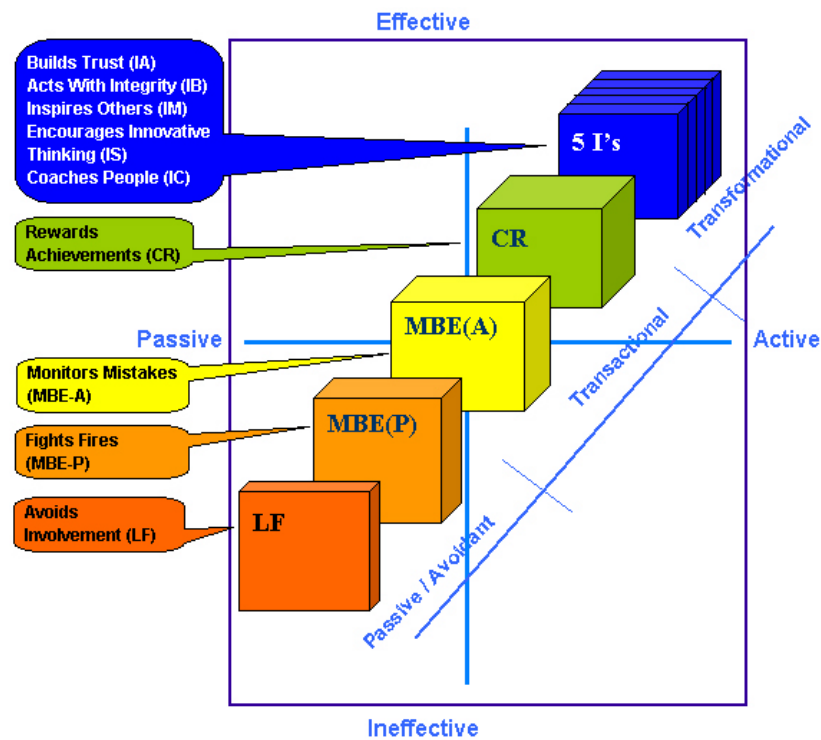 Effective
Builds Trust (IA)
Acts With Integrity (IB)
Inspires Others (IM)
Encourages Innovative
Thinking (IS)
Coaches People (IC)
5 I's
Transformational
Rewards
Achievements (CR)
CR
MBE(A)
Passive
Active
Transactional
Monitors Mistakes
(MBE-A)
MBE(P)
Fights Fires
(MBE-P)
Avoids
Involvement (LF)
LF
Passive / Avoidant
Ineffective